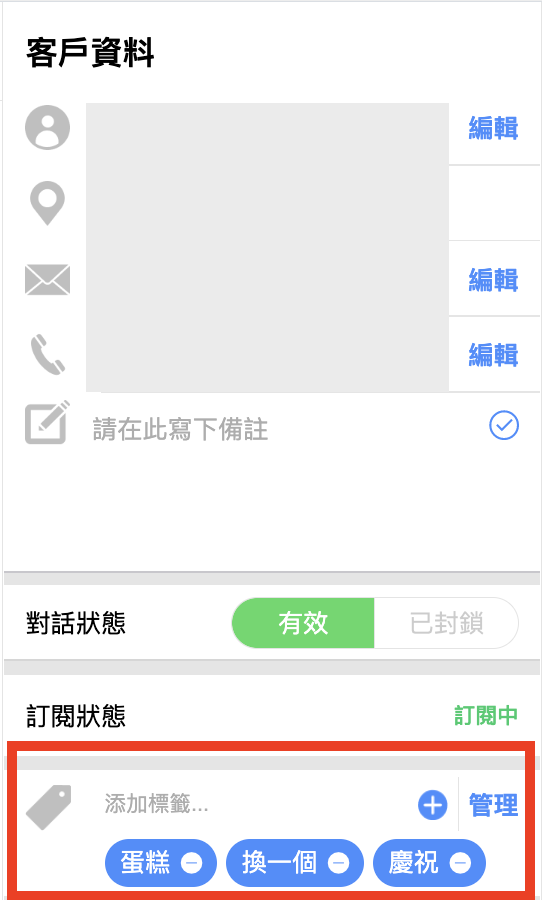 客戶資料
編輯
編輯
編輯
請在此寫下備註
對話狀態 有效 已封鎖
訂閱狀態 訂閱中
添加標籤... 管理
蛋糕 換一個 慶祝